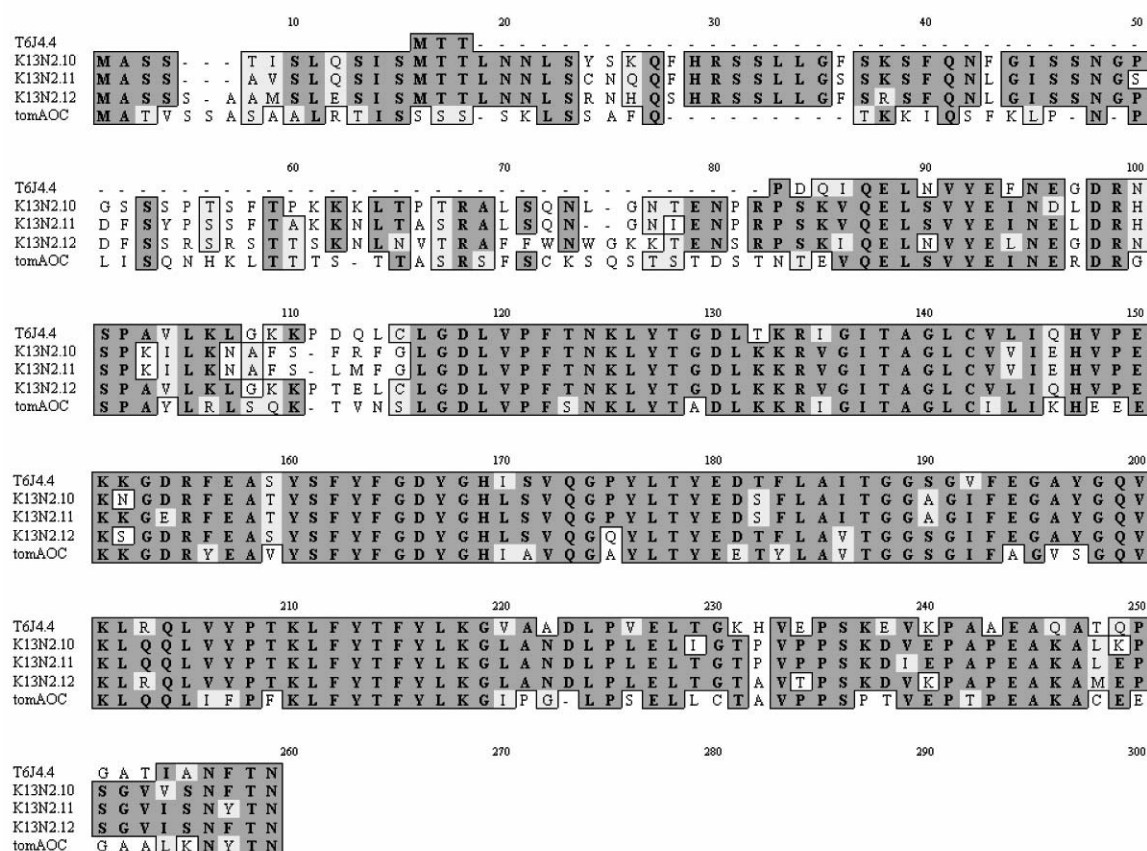 10 20 30 40 50
T6J4.4 M T T - - - - - - - - - - - - - - - - - - - - - - - - - - - - - - - -
K13N2.10 M A S S - - - T I S L Q S I S M T T L N N L S Y S K Q F H R S S L L G F S K S F Q N F G I S S N G P
K13N2.11 M A S S - - - A V S L Q S I S M T T L N N L S C N Q Q F H R S S L L G S S K S F Q N F G I S S N G P
K13N2.12 M A S S S - A A M S L E S I S M T T L N N L S R N H Q S H R S S L L G F S R S F Q N L G I S S N G S
tomAOC M A T V S S A S A A L R T I S S S S - S K L S S A F Q - - - - - - - - - T K K I Q S F K L P - N - P
60 70 80 90 100
T6J4.4 - - - - - - - - - - - - - - - - - - - - - - - - - - - - - - - - P D Q I Q E L N V Y E F N E G D R N
K13N2.10 G S S S P T S F T P K K K L T P T R A L S Q N - L - G N T E N P R P S K V Q E L S V Y E I N D L D R H
K13N2.11 D F S Y P S S F T A K K N L T A S R A L S Q N - - G N I E N P R P S K V Q E L S V Y E I N E L D R H
K13N2.12 D F S S R S R S T T S K N L N V T R A F F W N W G K K T E N S R P S K I Q E L N V Y E L N E G D R N
tomAOC L I S Q N H K L T T T S - T T A S R S F S C K S Q S T S T D S T N T E V Q E L S V Y E I N E R D R G
110 120 130 140 150
T6J4.4 S P A V L K L G K K P D Q L C L G D L V P F T N K L Y T G D L T K R I G I T A G L C V L I Q H V P E
K13N2.10 S P K I L K N A F S - F R F G L G D L V P F T N K L Y T G D L K K R V G I T A G L C V V I E H V P E
K13N2.11 S P K I L K N A F S - L M F G L G D L V P F T N K L Y T G D L K K R V G I T A G L C V V I E H V P E
K13N2.12 S P A V L K L G K K P T E L C L G D L V P F T N K L Y T G D L K K R V G I T A G L C V L I Q H V P E
tomAOC S P A Y L R L S Q K - T V N S L G D L V P F S N K L Y T A D L K K R I G I T A G L C I L I K H E E E
160 170 180 190 200
T6J4.4 K K G D R F E A S Y S F Y F G D Y G H I S V Q G P Y L T Y E D T F L A I T G G S G V F E G A Y G Q V
K13N2.10 K N G D R F E A T Y S F Y F G D Y G H L S V Q G P Y L T Y E D S F L A I T G G A G I F E G A Y G Q V
K13N2.11 K K G E R F E A T Y S F Y F G D Y G H L S V Q G P Y L T Y E D S F L A I T G G A G I F E G A Y G Q V
K13N2.12 K S G D R F E A S Y S F Y F G D Y G H L S V Q G Q Y L T Y E D T F L A V T G G S G I F E G A Y G Q V
tomAOC K K G D R Y E A V Y S F Y F G D Y G H I A V Q G A Y L T Y E E T Y L A V T G G S G I F A G V S G Q V
210 220 230 240 250
T6J4.4 K L R Q L V Y P T K L F Y T F Y L K G V A A D L P V E L T G K H V E P S K E V K P A A E A Q A T Q P
K13N2.10 K L Q Q L V Y P T K L F Y T F Y L K G L A N D L P L E L I G T P V P P S K D V E P A P E A K A L K P
K13N2.11 K L Q Q L V Y P T K L F Y T F Y L K G L A N D L P L E L T G T P V P P S K D I E P A P E A K A L E P
K13N2.12 K L R Q L V Y P T K L F Y T F Y L K G L A N D L P L E L T G T A V T P S K D V K P A P E A K A M E P
tomAOC K L Q Q L I F P F K L F Y T F Y L K G I P G - L P S E L L C T A V P P S P T V E P T P E A K A C E E
260 270 280 290 300
T6J4.4 G A T I A N F T N
K13N2.10 S G V V S N F T N
K13N2.11 S G V I S N Y T N
K13N2.12 S G V I S N F T N
tomAOC G A A L K N Y T N